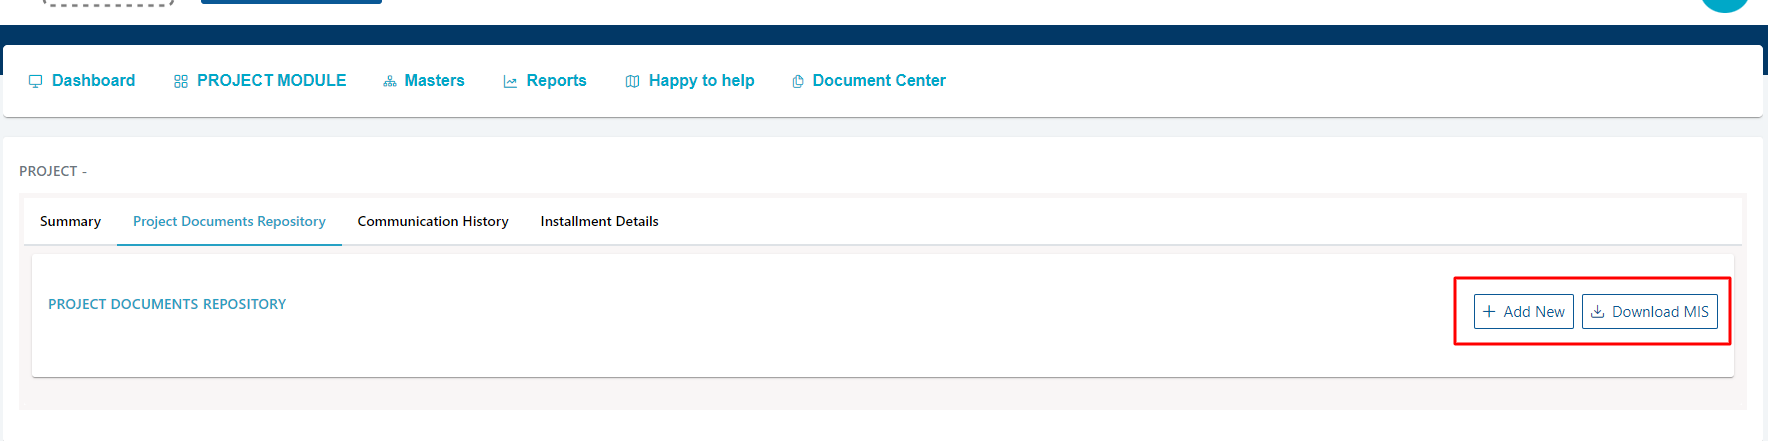 Dashboard PROJECT MODULE Masters Reports Happy to help Document Center
PROJECT -
Summary Project Documents Repository Communication History Installment Details
PROJECT DOCUMENTS REPOSITORY
Add New Download MIS